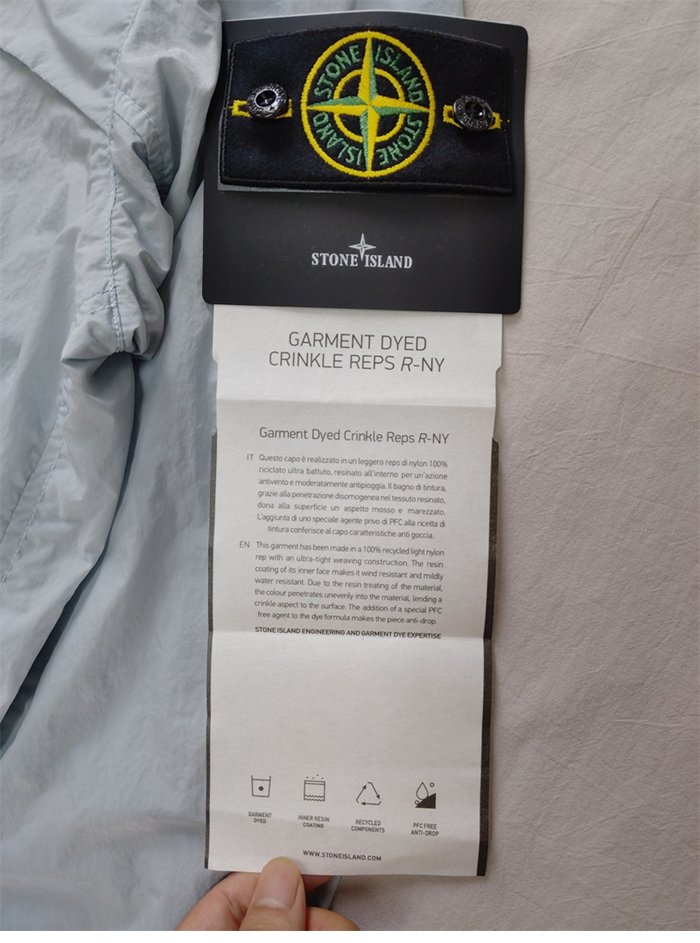 STONE ISLAND
STONE ISLAND
STONE ISLAND
GARMENT DYED
CRINKLE REPS R-NY
Garment Dyed Crinkle Reps R-NY
IT Questo capo è realizzato in un leggero reps di nylon 100%
riciclato ultra battuto, resinato all'interno per un'azione
antivento e moderatamente antipioggia. Il bagno di tintura,
grazie alla penetrazione disomogenea nel tessuto resinato,
dona alla superficie un aspetto mosso e marezzato.
L'aggiunta di uno speciale agente privo di PFC alla ricetta di
tintura conferisce al capo caratteristiche anti goccia.
EN This garment has been made in a 100% recycled light nylon
rep with an ultra-tight weaving construction. The resin
coating of its inner face makes it wind resistant and mildly
water resistant. Due to the resin treating of the material,
the colour penetrates unevenly into the material, lending a
crinkle aspect to the surface. The addition of a special PFC
free agent to the dye formula makes the piece anti-drop.
STONE ISLAND ENGINEERING AND GARMENT DYE EXPERTISE
GARMENT
DYED
INNER RESIN
COATING
RECYCLED
COMPONENTS
PFC FREE
ANTI-DROP
WWW.STONEISLAND.COM